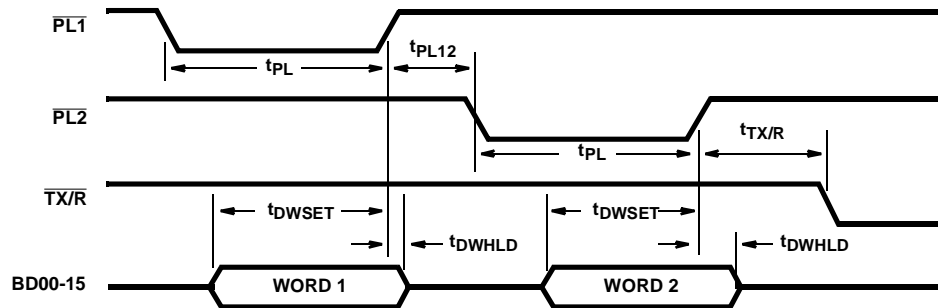 PL1
tPL12
tPL
PL2
tTX/R
tPL
TX/R
tDWSET
tDWSET
tDWHLD
tDWHLD
BD00-15
WORD 1
WORD 2